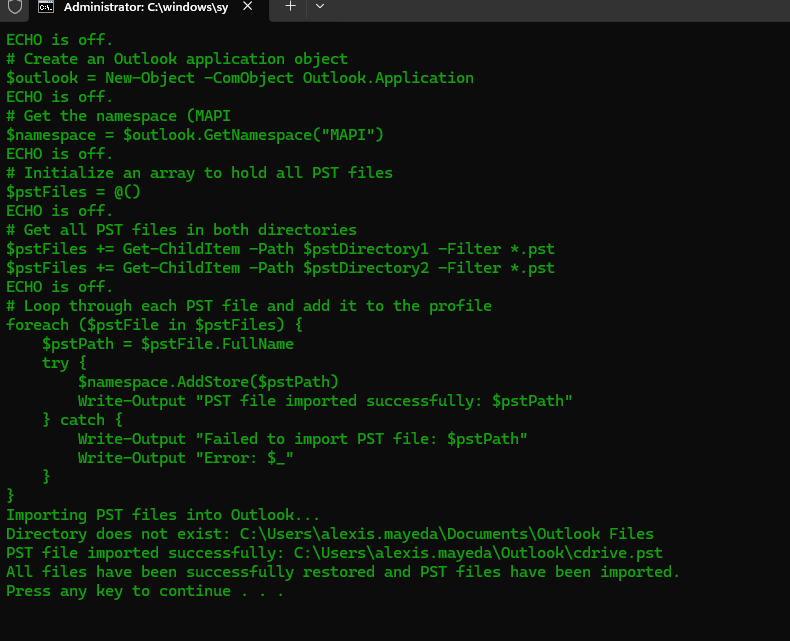 Administrator: C:\windows\sy
ECHO is off.
# Create an Outlook application object
$outlook = New-Object -ComObject Outlook.Application
ECHO is off.
# Get the namespace (MAPI
$namespace = $outlook.GetNamespace("MAPI")
ECHO is off.
# Initialize an array to hold all PST files
$pstFiles = @()
ECHO is off.
# Get all PST files in both directories
$pstFiles += Get-ChildItem -Path $pstDirectory1 -Filter *.pst
$pstFiles += Get-ChildItem -Path $pstDirectory2 -Filter *.pst
ECHO is off.
# Loop through each PST file and add it to the profile
foreach ($pstFile in $pstFiles) {
    $pstPath = $pstFile.FullName
    try {
        $namespace.AddStore($pstPath)
        Write-Output "PST file imported successfully: $pstPath"
    } catch {
        Write-Output "Failed to import PST file: $pstPath"
        Write-Output "Error: $_"
    }
}
Importing PST files into Outlook...
Directory does not exist: C:\Users\alexis.mayeda\Documents\Outlook Files
PST file imported successfully: C:\Users\alexis.mayeda\Outlook\cdrive.pst
All files have been successfully restored and PST files have been imported.
Press any key to continue . . .